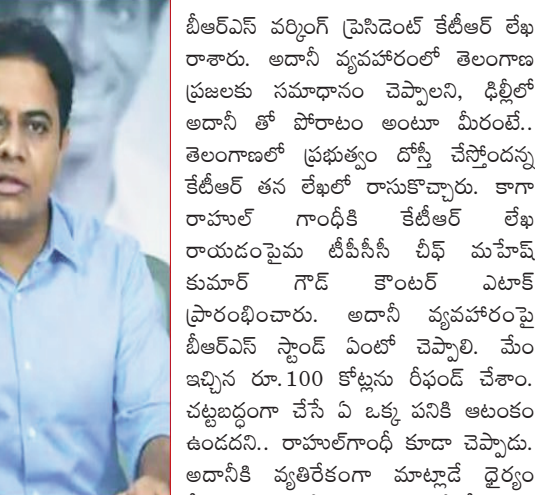 బీఆర్ఎస్ వర్కింగ్ ప్రెసిడెంట్ కేటీఆర్ లేఖ
రాశారు. అదానీ వ్యవహారంలో తెలంగాణ
ప్రజలకు సమాధానం చెప్పాలని, ఢిల్లీలో
అదానీ తో పోరాటం అంటూ మీరంటే..
తెలంగాణలో ప్రభుత్వం దోస్తీ చేస్తోందన్న
కేటీఆర్ తన లేఖలో రాసుకొచ్చారు. కాగా
రాహుల్ గాంధీకి కేటీఆర్ లేఖ
రాయడంపైమ టీపీసీసీ చీఫ్ మహేష్
కుమార్ గౌడ్ కౌంటర్ ఎటాక్
ప్రారంభించారు. అదానీ వ్యవహారంపై
బీఆర్ఎస్ స్టాండ్ ఏంటో చెప్పాలి. మేం
ఇచ్చిన రూ.100 కోట్లను రీఫండ్ చేశాం.
చట్టబద్ధంగా చేసే ఏ ఒక్క పనికి ఆటంకం
ఉండదని.. రాహుల్‌గాంధీ కూడా చెప్పాడు.
అదానీకి వ్యతిరేకంగా మాట్లాడే ధైర్యం